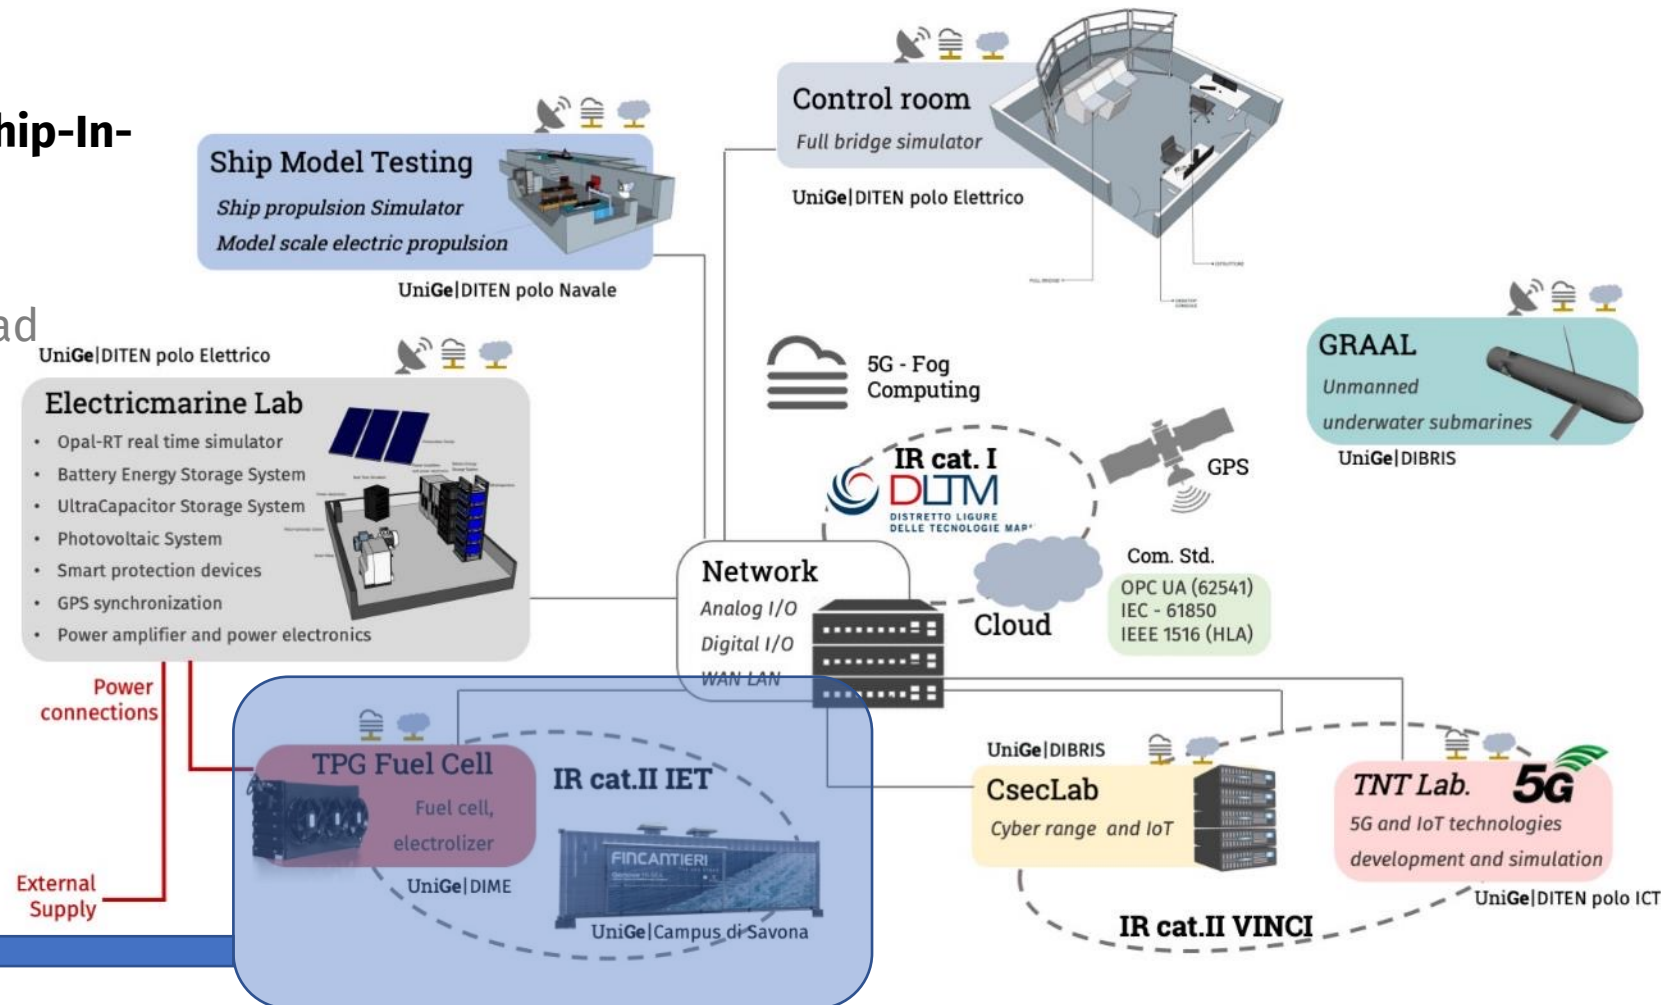 hip-In-
ad
Control room
Full bridge simulator
UniGe|DITEN polo Elettrico
Ship Model Testing
Ship propulsion Simulator
Model scale electric propulsion
UniGe|DITEN polo Navale
UniGe|DITEN polo Elettrico
Electricmarine Lab
• Opal-RT real time simulator
• Battery Energy Storage System
• UltraCapacitor Storage System
• Photovoltaic System
• Smart protection devices
• GPS synchronization
• Power amplifier and power electronics
5G - Fog
Computing
GRAAL
Unmanned
underwater submarines
UniGe|DIBRIS
IR cat. I
DLTM
DISTRETTO LIGURE
DELLE TECNOLOGIE MAR
GPS
Network
Analog I/O
Digital I/O
WAN LAN
Cloud
Com. Std.
OPC UA (62541)
IEC - 61850
IEEE 1516 (HLA)
Power
connections
External
Supply
TPG Fuel Cell
Fuel cell,
electrolizer
UniGe|DIME
IR cat.II IET
FINCANTIERI
UniGe|Campus di Savona
UniGe|DIBRIS
CsecLab
Cyber range and IoT
TNT Lab.
5G
5G and IoT technologies
development and simulation
UniGe|DITEN polo ICT
IR cat.II VINCI